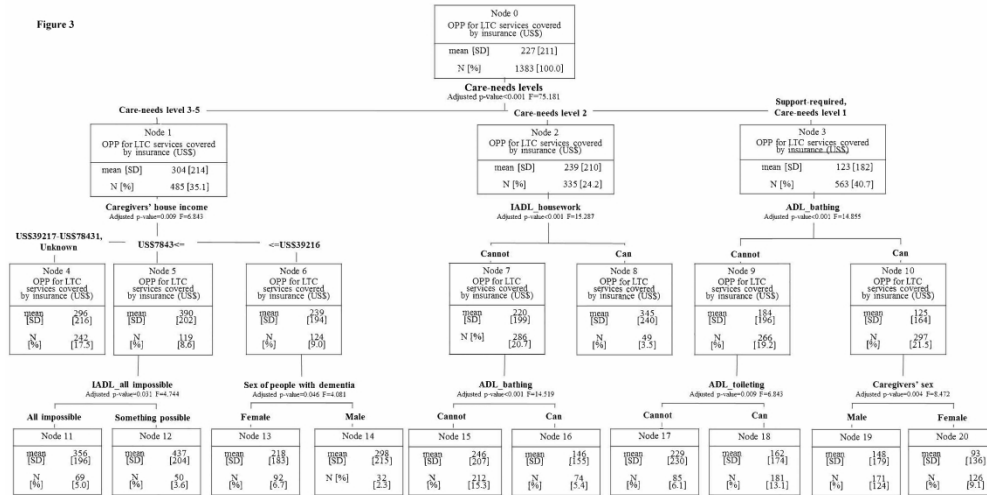 Figure 3
Node 0
OPP for LTC services covered
by insurance (US$)
mean [SD] 227 [211]
N [%] 1383 [100.0]
Care-needs levels
Adjusted p-value<0.001 F=75.181
Care-needs level 3-5
Care-needs level 2
Support-required,
Care-needs level 1
Node 1
OPP for LTC services covered
by insurance (US$)
mean [SD] 304 [214]
N [%] 485 [35.1]
Node 2
OPP for LTC services covered
by insurance (US$)
mean [SD] 239 [210]
N [%] 335 [24.2]
Node 3
OPP for LTC services covered
by insurance (US$)
mean [SD] 123 [182]
N [%] 563 [40.7]
Caregivers' house income
Adjusted p-value=0.009 F=6.843
IADL_housework
Adjusted p-value<0.001 F=15.287
ADL_bathing
Adjusted p-value<0.001 F=14.855
US$39217-US$78431,
Unknown
US$7843<=
<=US$39216
Cannot
Can
Cannot
Can
Node 4
OPP for LTC
services covered
by insurance (US$)
mean 296
[SD] [216]
N 242
[%] [17.5]
Node 5
OPP for LTC
services covered
by insurance (US$)
mean 390
[SD] [202]
N 119
[%] [8.6]
Node 6
OPP for LTC
services covered
by insurance (US$)
mean 239
[SD] [194]
N 124
[%] [9.0]
Node 7
OPP for LTC
services covered
by insurance (US$)
mean 220
[SD] [199]
N [%] 286
[20.7]
Node 8
OPP for LTC
services covered
by insurance (US$)
mean 345
[SD] [240]
N 49
[%] [3.5]
Node 9
OPP for LTC
services covered
by insurance (US$)
mean 184
[SD] [196]
N 266
[%] [19.2]
Node 10
OPP for LTC
services covered
by insurance (US$)
mean 125
[SD] [164]
N 297
[%] [21.5]
IADL_all impossible
Adjusted p-value=0.031 F=4.744
Sex of people with dementia
Adjusted p-value=0.046 F=4.081
ADL_bathing
Adjusted p-value<0.001 F=14.519
ADL_toileting
Adjusted p-value=0.009 F=6.843
Caregivers' sex
Adjusted p-value=0.004 F=8.472
All impossible
Something possible
Female
Male
Cannot
Can
Cannot
Can
Male
Female
Node 11
mean 356
[SD] [196]
N 69
[%] [5.0]
Node 12
mean 437
[SD] [204]
N 50
[%] [3.6]
Node 13
mean 218
[SD] [183]
N 92
[%] [6.7]
Node 14
mean 298
[SD] [215]
N 32
[%] [2.3]
Node 15
mean 246
[SD] [207]
N 212
[%] [15.3]
Node 16
mean 146
[SD] [155]
N 74
[%] [5.4]
Node 17
mean 229
[SD] [230]
N 85
[%] [6.1]
Node 18
mean 162
[SD] [174]
N 181
[%] [13.1]
Node 19
mean 148
[SD] [179]
N 171
[%] [124]
Node 20
mean 93
[SD] [136]
N 126
[%] [9.1]